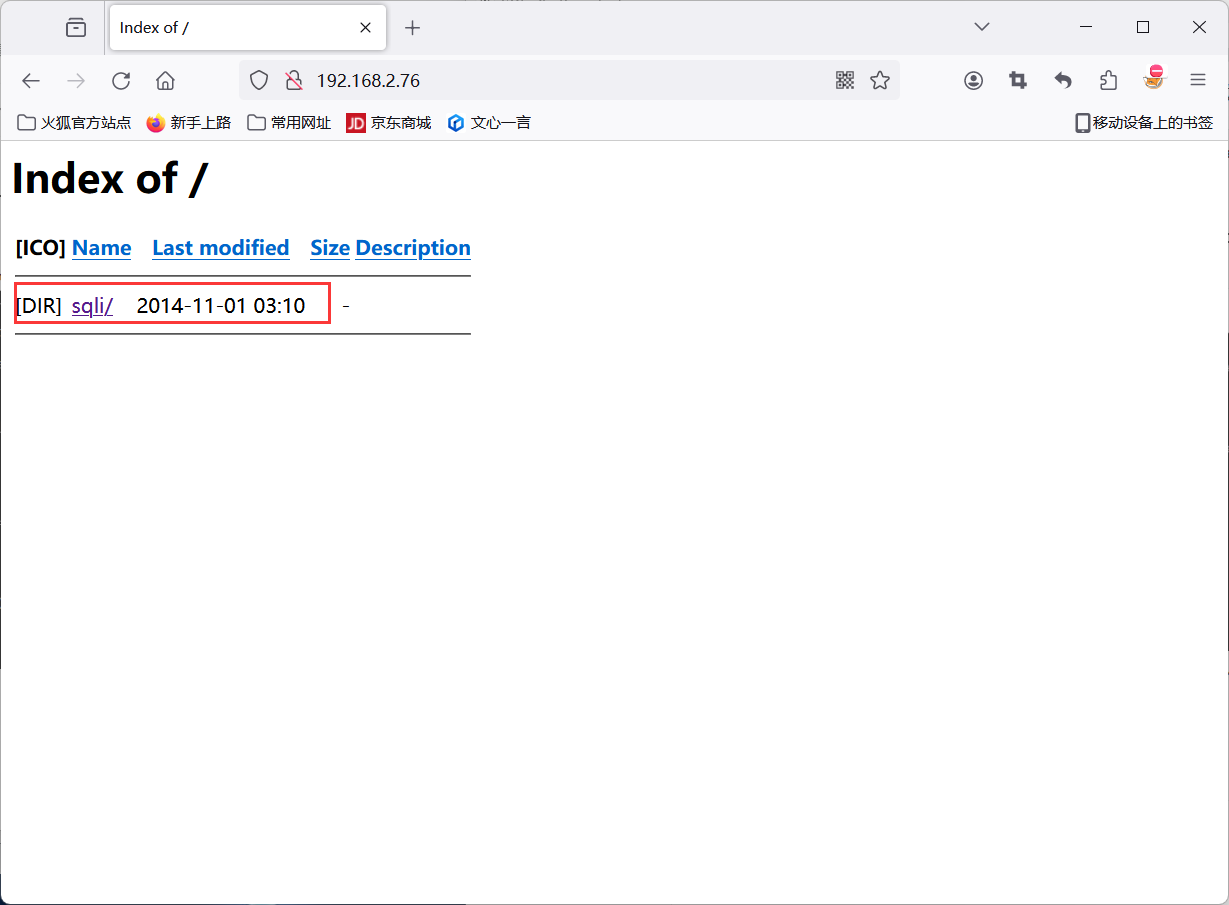 Index of /
192.168.2.76
火狐官方站点 新手上路 常用网址 JD 京东商城 文心一言 移动设备上的书签
Index of /
[ICO] Name Last modified Size Description
[DIR] sqli/ 2014-11-01 03:10 -